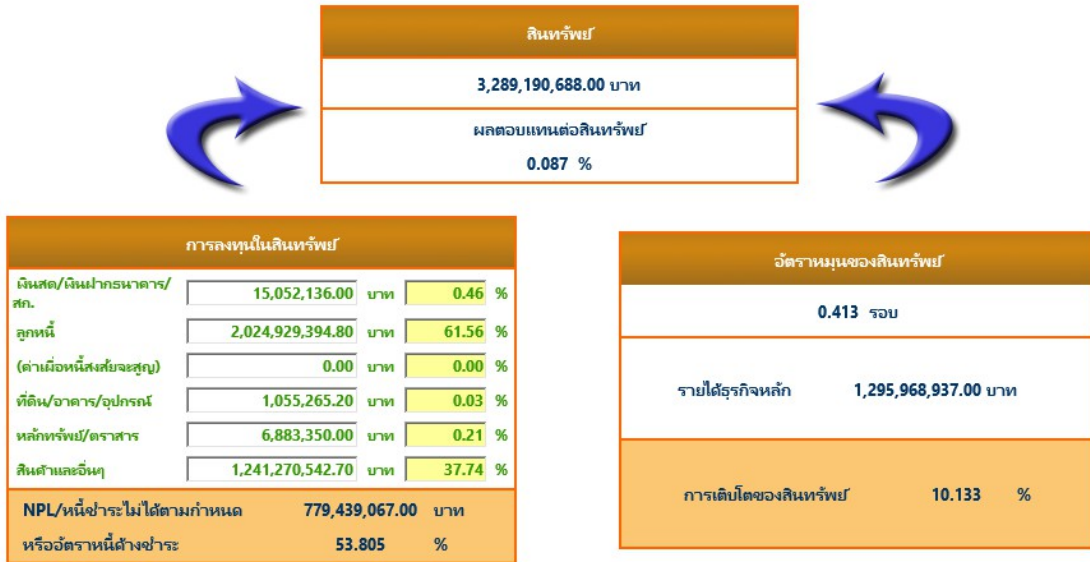 สินทรัพย์
3,289,190,688.00 บาท
ผลตอบแทนต่อสินทรัพย์
0.087 %
การลงทุนในสินทรัพย์
เงินสด/เงินฝากธนาคาร/
สก.
15,052,136.00 บาท 0.46 %
ลูกหนี้ 2,024,929,394.80 บาท 61.56 %
(ค่าเผื่อหนี้สงสัยจะสูญ) 0.00 บาท 0.00 %
ที่ดิน/อาคาร/อุปกรณ์ 1,055,265.20 บาท 0.03 %
หลักทรัพย์/ตราสาร 6,883,350.00 บาท 0.21 %
สินค้าและอื่นๆ 1,241,270,542.70 บาท 37.74 %
NPL/หนี้ชำระไม่ได้ตามกำหนด 779,439,067.00 บาท
หรืออัตราหนี้ค้างชำระ 53.805 %
อัตราหมุนของสินทรัพย์
0.413 รอบ
รายได้ธุรกิจหลัก 1,295,968,937.00 บาท
การเติบโตของสินทรัพย์ 10.133 %